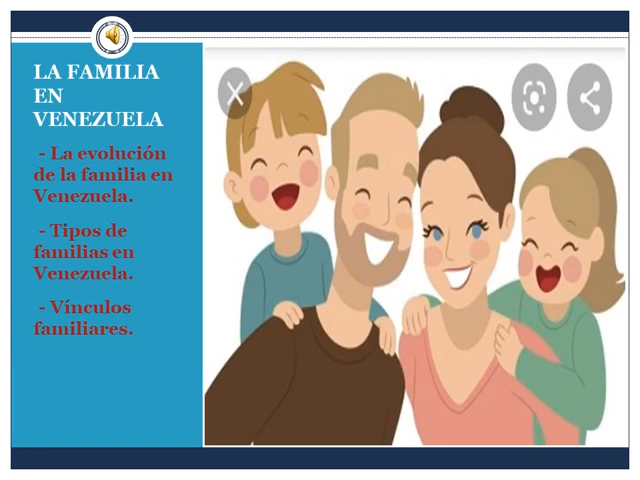 LA FAMILIA
EN
VENEZUELA
- La evolución
de la familia en
Venezuela.
- Tipos de
familias en
Venezuela.
- Vínculos
familiares.